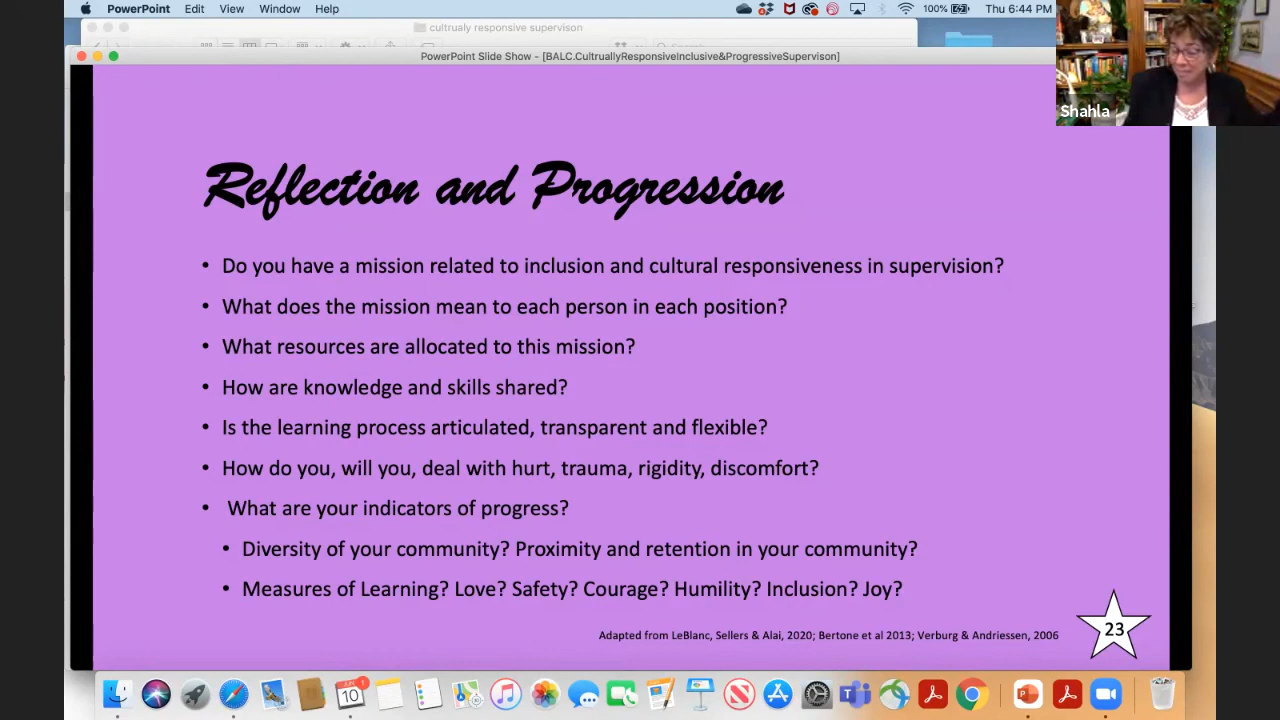 PowerPoint Edit View Window Help 100% Thu 6:44 PM
cultrualy responsive supervison
PowerPoint Slide Show - [BALC.CultruallyResponsiveInclusive&ProgressiveSupervison]
Shahla
Reflection and Progression
• Do you have a mission related to inclusion and cultural responsiveness in supervision?
• What does the mission mean to each person in each position?
• What resources are allocated to this mission?
• How are knowledge and skills shared?
• Is the learning process articulated, transparent and flexible?
• How do you, will you, deal with hurt, trauma, rigidity, discomfort?
• What are your indicators of progress?
• Diversity of your community? Proximity and retention in your community?
• Measures of Learning? Love? Safety? Courage? Humility? Inclusion? Joy?
Adapted from LeBlanc, Sellers & Alai, 2020; Bertone et al 2013; Verburg & Andriessen, 2006
23
10